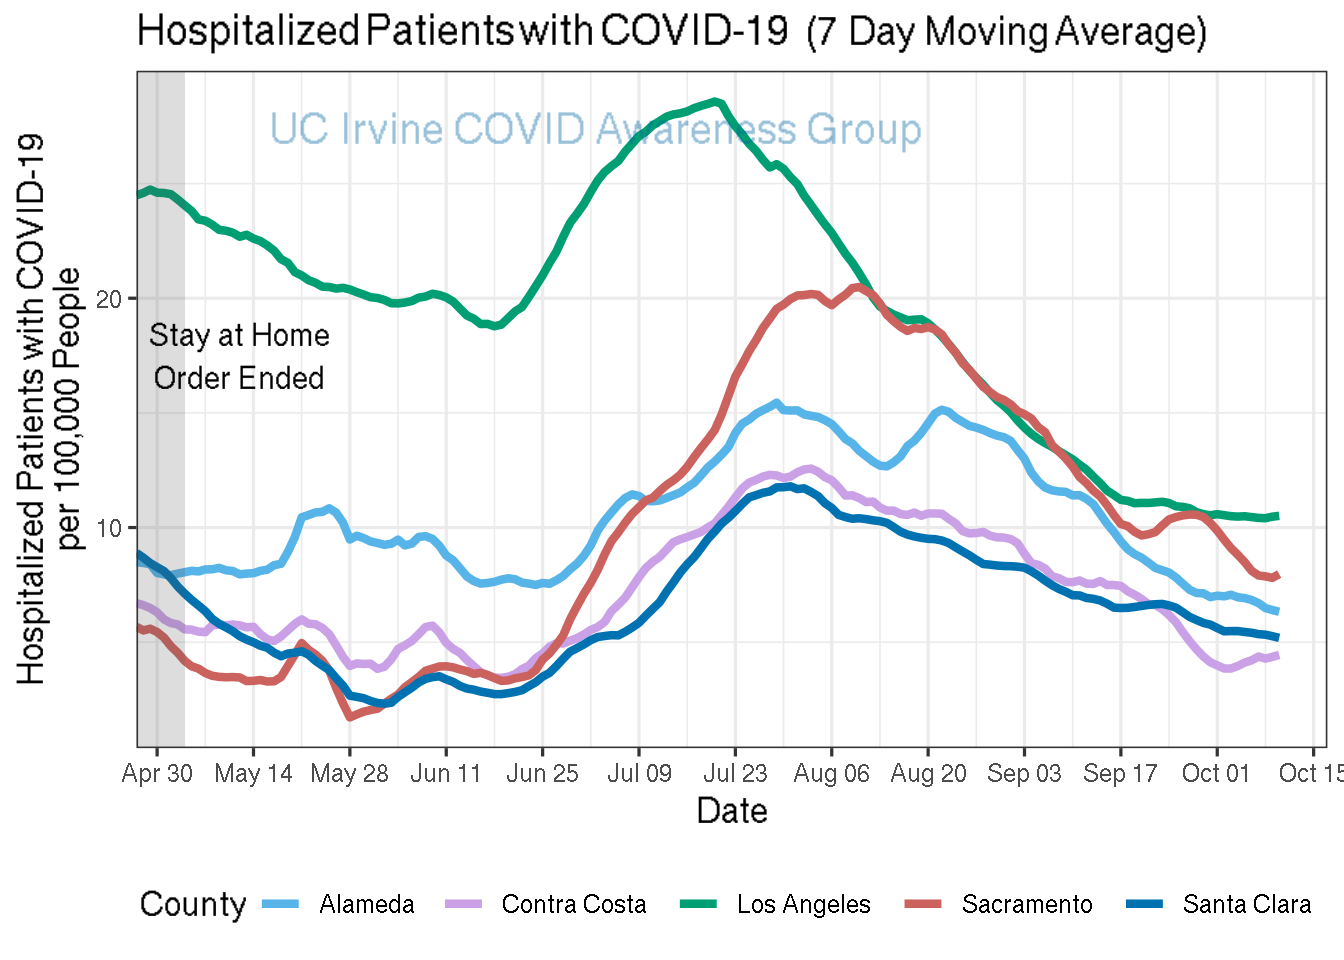 Hospitalized Patients with COVID-19 (7 Day Moving Average)
UC Irvine COVID Awareness Group
Hospitalized Patients with COVID-19
per 100,000 People
20
10
Stay at Home
Order Ended
Apr 30 May 14 May 28 Jun 11 Jun 25 Jul 09 Jul 23 Aug 06 Aug 20 Sep 03 Sep 17 Oct 01 Oct 15
Date
County Alameda Contra Costa Los Angeles Sacramento Santa Clara